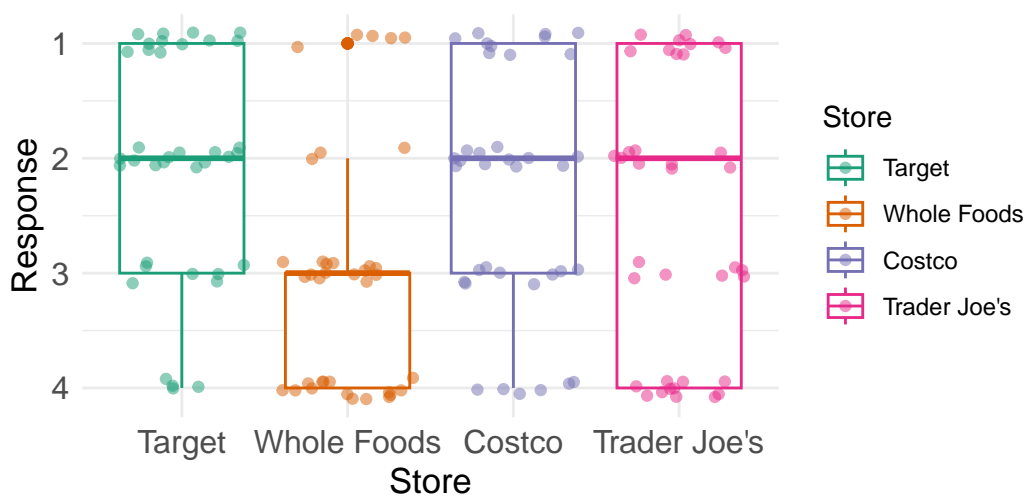 Response
1
2
3
4
Target
Whole Foods
Costco
Trader Joe's
Store
Store
Target
Whole Foods
Costco
Trader Joe's